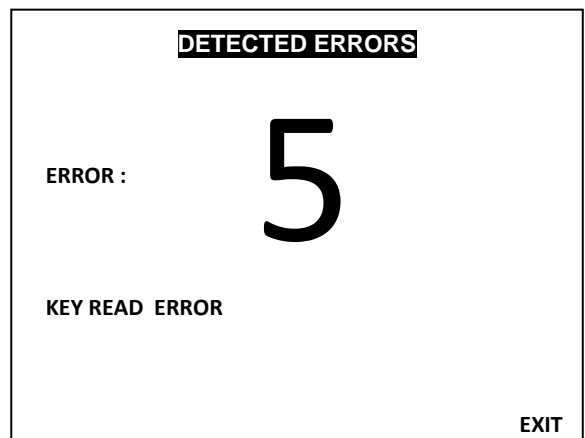 DETECTED ERRORS
5
ERROR :
KEY READ ERROR
EXIT